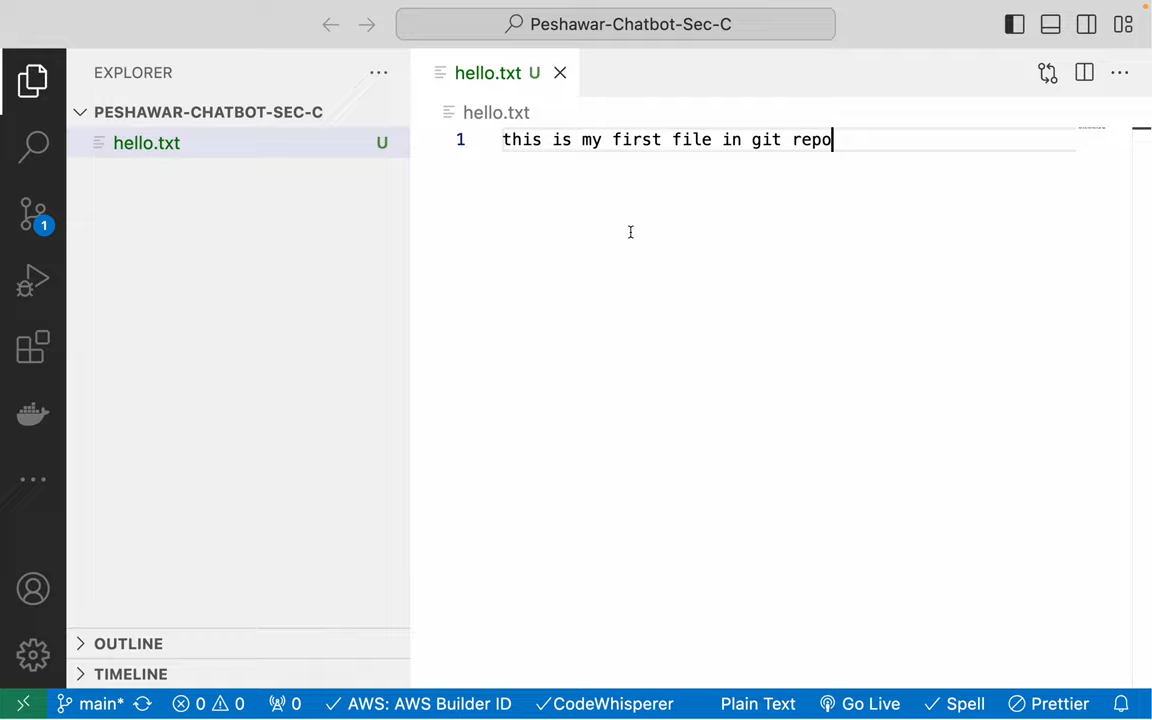 Peshawar-Chatbot-Sec-C
EXPLORER
hello.txt U
PESHAWAR-CHATBOT-SEC-C
hello.txt
hello.txt U
1 this is my first file in git repo
1
OUTLINE
TIMELINE
main* 0 0 0 AWS: AWS Builder ID CodeWhisperer Plain Text Go Live Spell Prettier